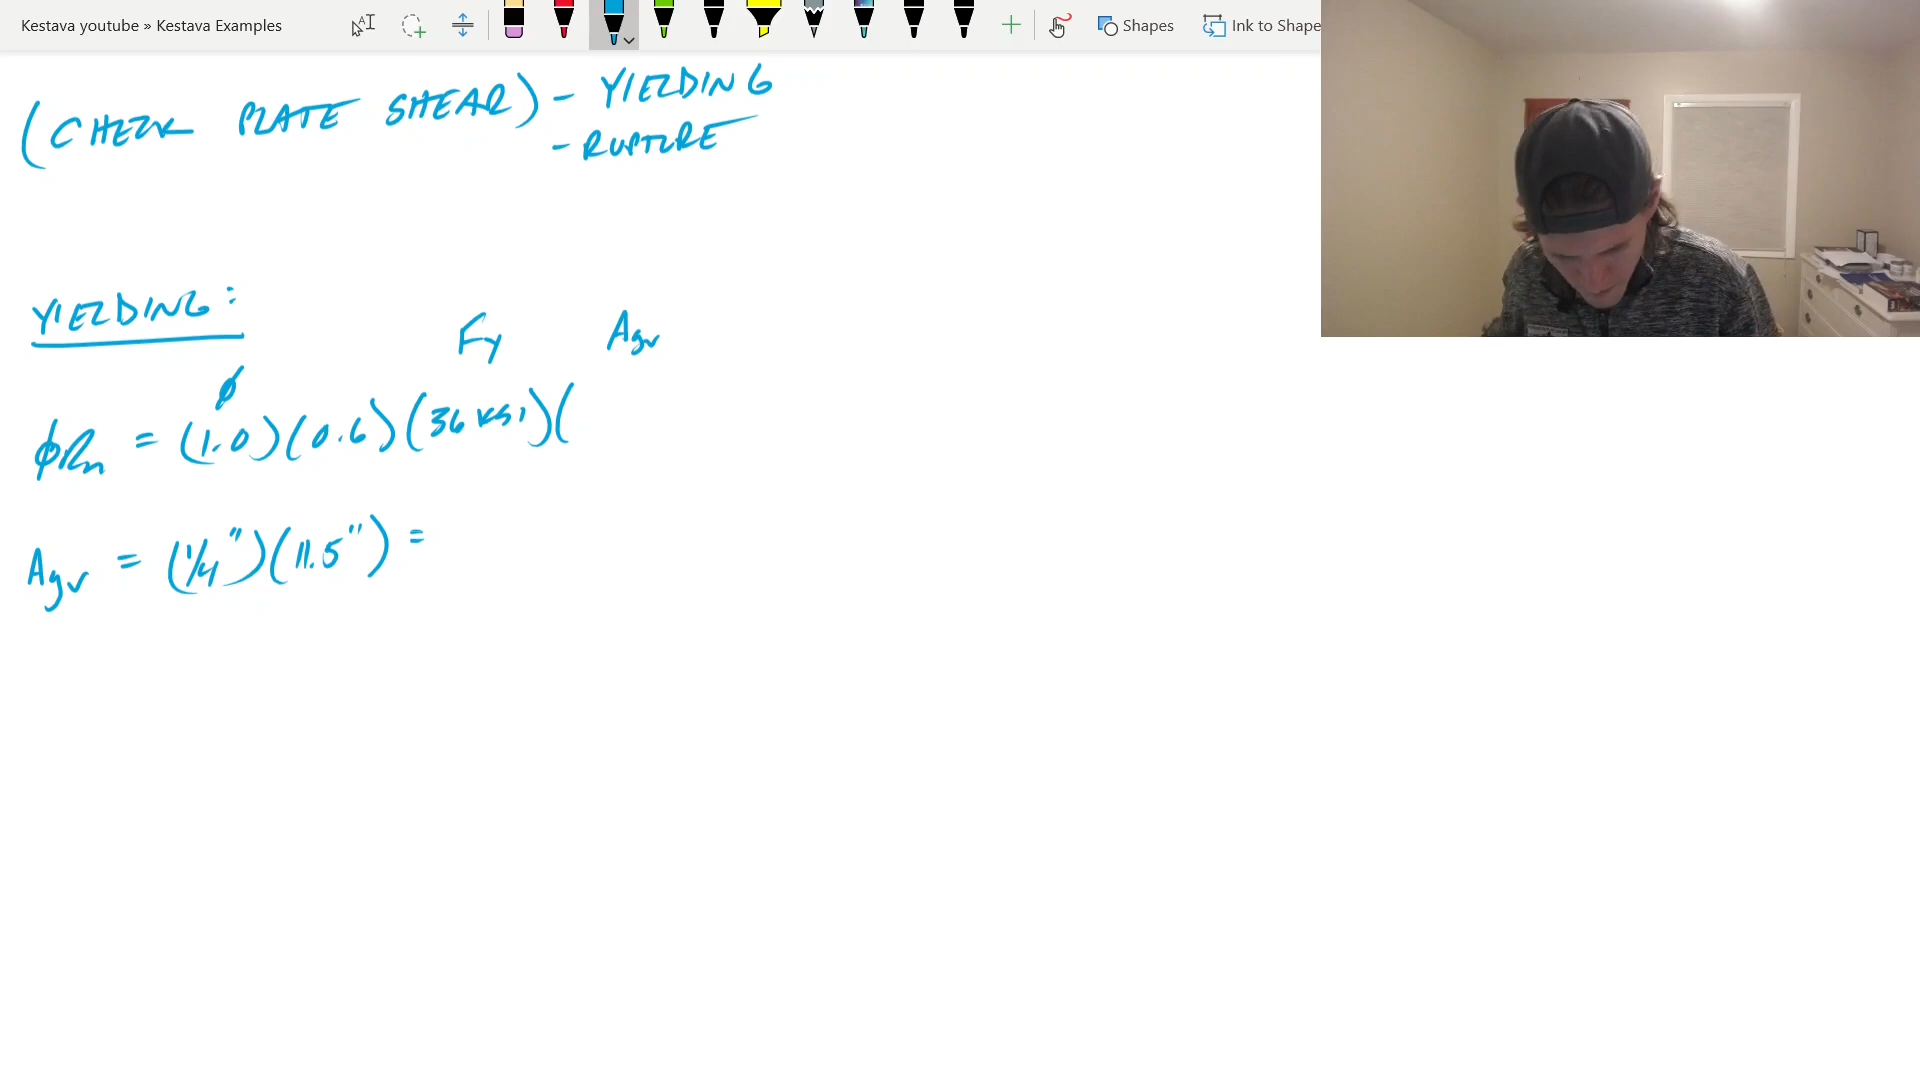 Kestava youtube » Kestava Examples
Shapes
Ink to Shape
(CHECK PLATE SHEAR) - YIELDING
- RUPTURE
YIELDING:
Fy Agv
ϕ
ϕRn = (1.0)(0.6)(36 KSI)(
Agv = (1/4")(11.5") =